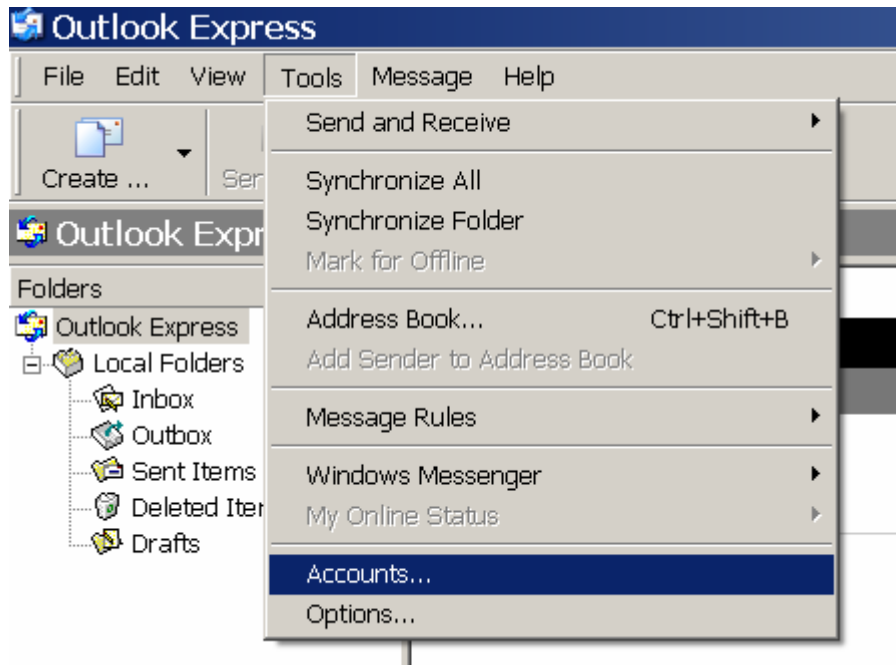 Outlook Express
File Edit View Tools Message Help
Create ...
Send and Receive
Synchronize All
Synchronize Folder
Mark for Offline
Address Book... Ctrl+Shift+B
Add Sender to Address Book
Message Rules
Windows Messenger
My Online Status
Accounts...
Options...
Outlook Expr
Folders
Outlook Express
Local Folders
Inbox
Outbox
Sent Items
Deleted Iter
Drafts